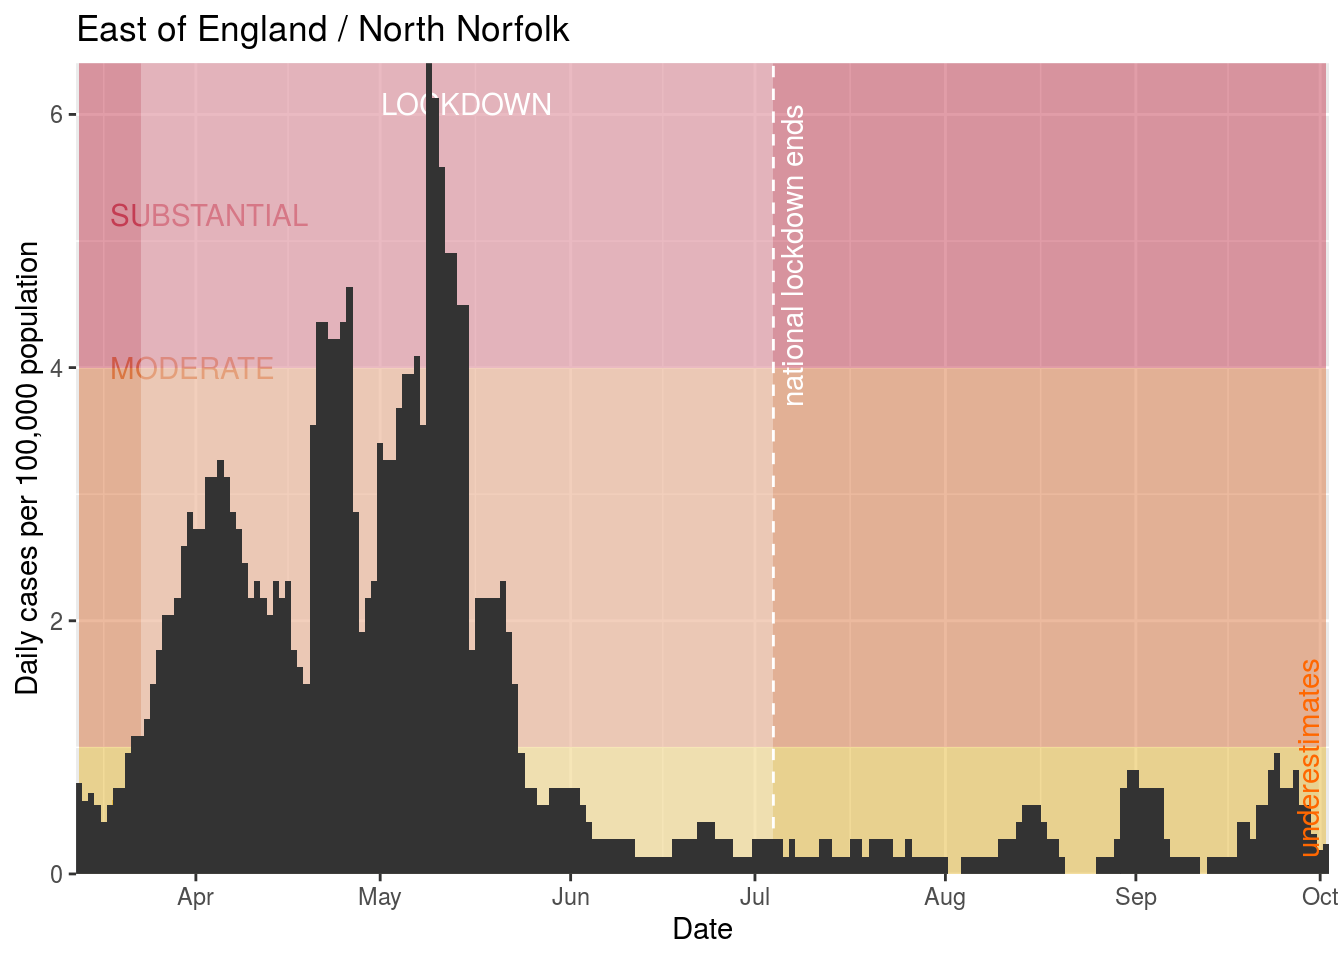 East of England / North Norfolk
Daily cases per 100,000 population
6
4
2
0
LOCKDOWN
SUBSTANTIAL
MODERATE
national lockdown ends
underestimates
Apr
May
Jun
Jul
Aug
Sep
Oct
Date